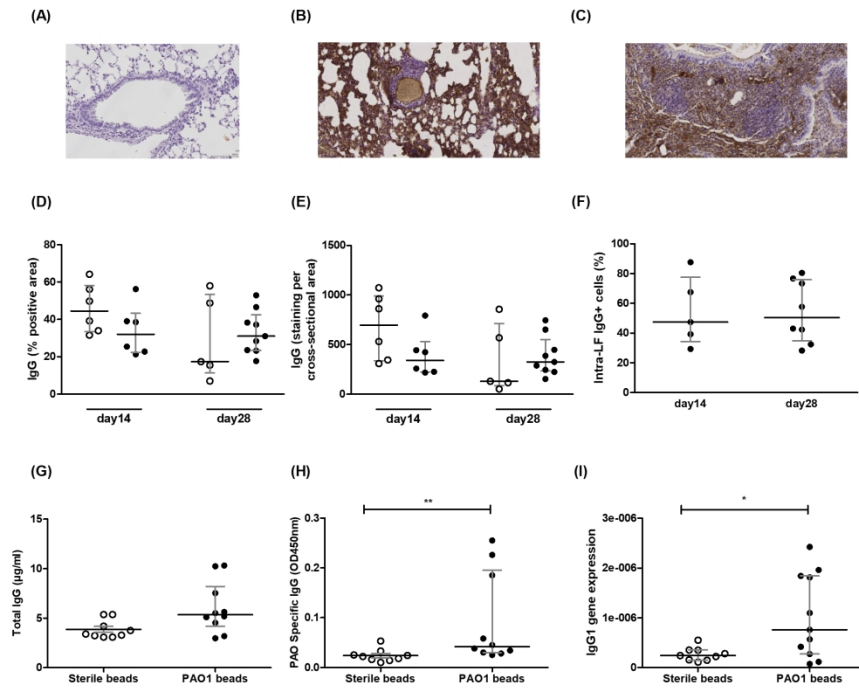 (A)
(B)
(C)
(D)
(E)
(F)
IgG (% positive area)
80
60
40
20
0
day14
day28
IgG (staining per
cross-sectional area)
1500
1000
500
0
day14
day28
Intra-LF IgG+ cells (%)
100
80
60
40
20
0
day14
day28
(G)
(H)
(I)
Total IgG (µg/ml)
15
10
5
0
Sterile beads
PAO1 beads
PAO Specific IgG (OD450nm)
0.3
0.2
0.1
0.0
**
Sterile beads
PAO1 beads
IgG1 gene expression
3e-006
2e-006
1e-006
0
*
Sterile beads
PAO1 beads